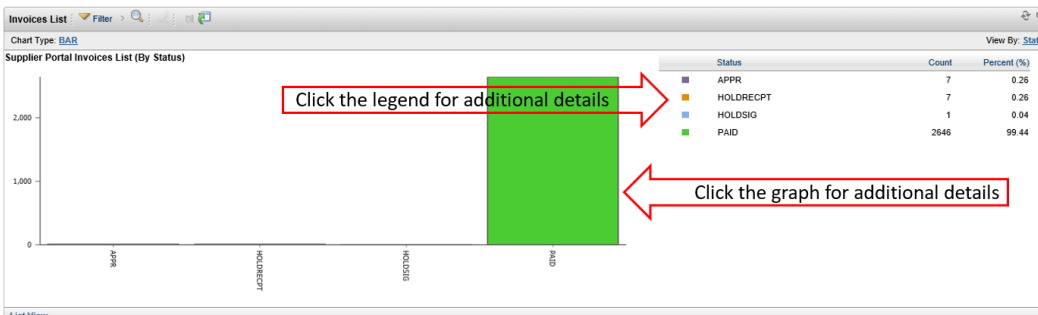 Invoices List Filter
Chart Type: BAR View By: Stat
Supplier Portal Invoices List (By Status)
Status Count Percent (%)
APPR 7 0.26
HOLDRECPT 7 0.26
HOLDSIG 1 0.04
PAID 2646 99.44
Click the legend for additional details
2,000
1,000
0
Click the graph for additional details
APPR
HOLDRECPT
HOLDSIG
PAID
List View